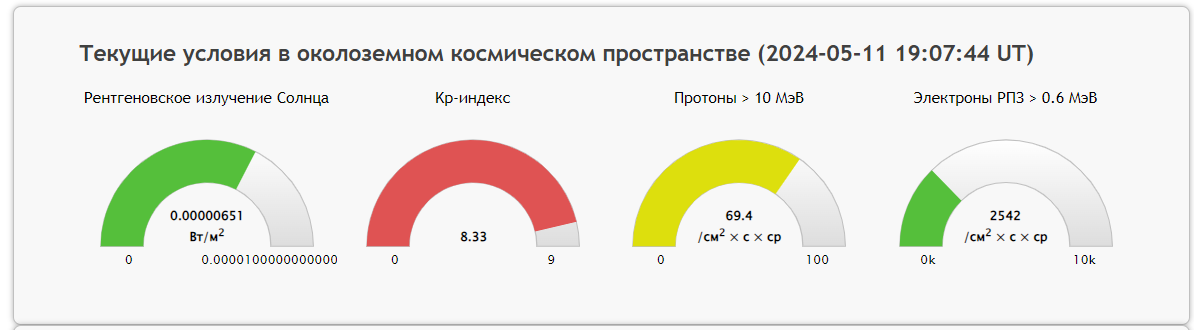 Текущие условия в околоземном космическом пространстве (2024-05-11 19:07:44 UT)
Рентгеновское излучение Солнца
0.00000651
Вт/м²
0 0.0000100000000000
Kp-индекс
8.33
0 9
Протоны > 10 МэВ
69.4
/см² × с × ср
0 100
Электроны РПЗ > 0.6 МэВ
2542
/см² × с × ср
0k 10k